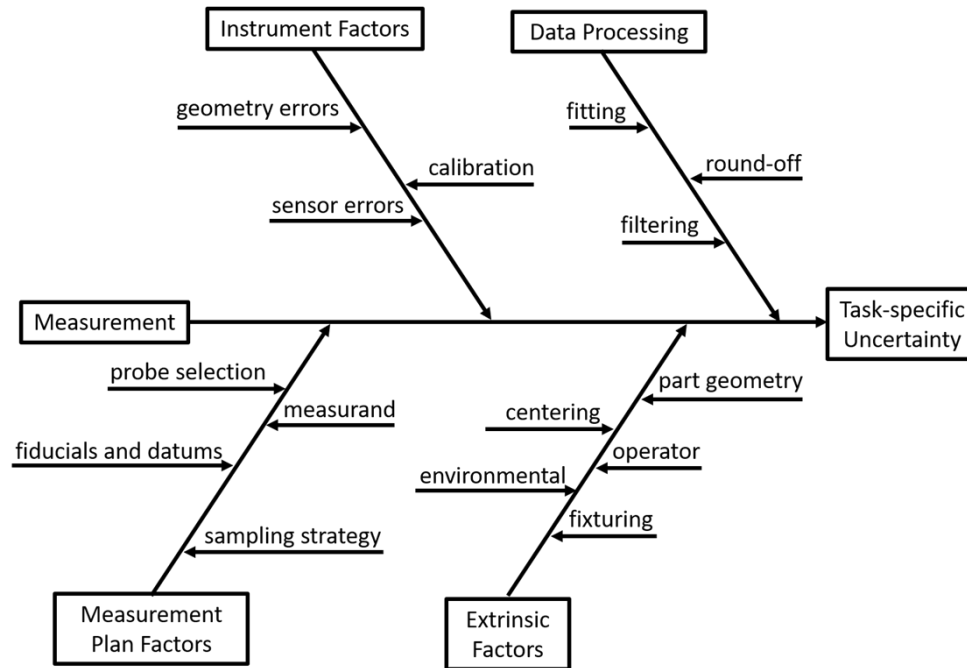 Instrument Factors
Data Processing
geometry errors
fitting
calibration
round-off
sensor errors
filtering
Measurement
Task-specific
Uncertainty
probe selection
part geometry
measurand
centering
fiducials and datums
operator
environmental
fixturing
sampling strategy
Measurement
Plan Factors
Extrinsic
Factors